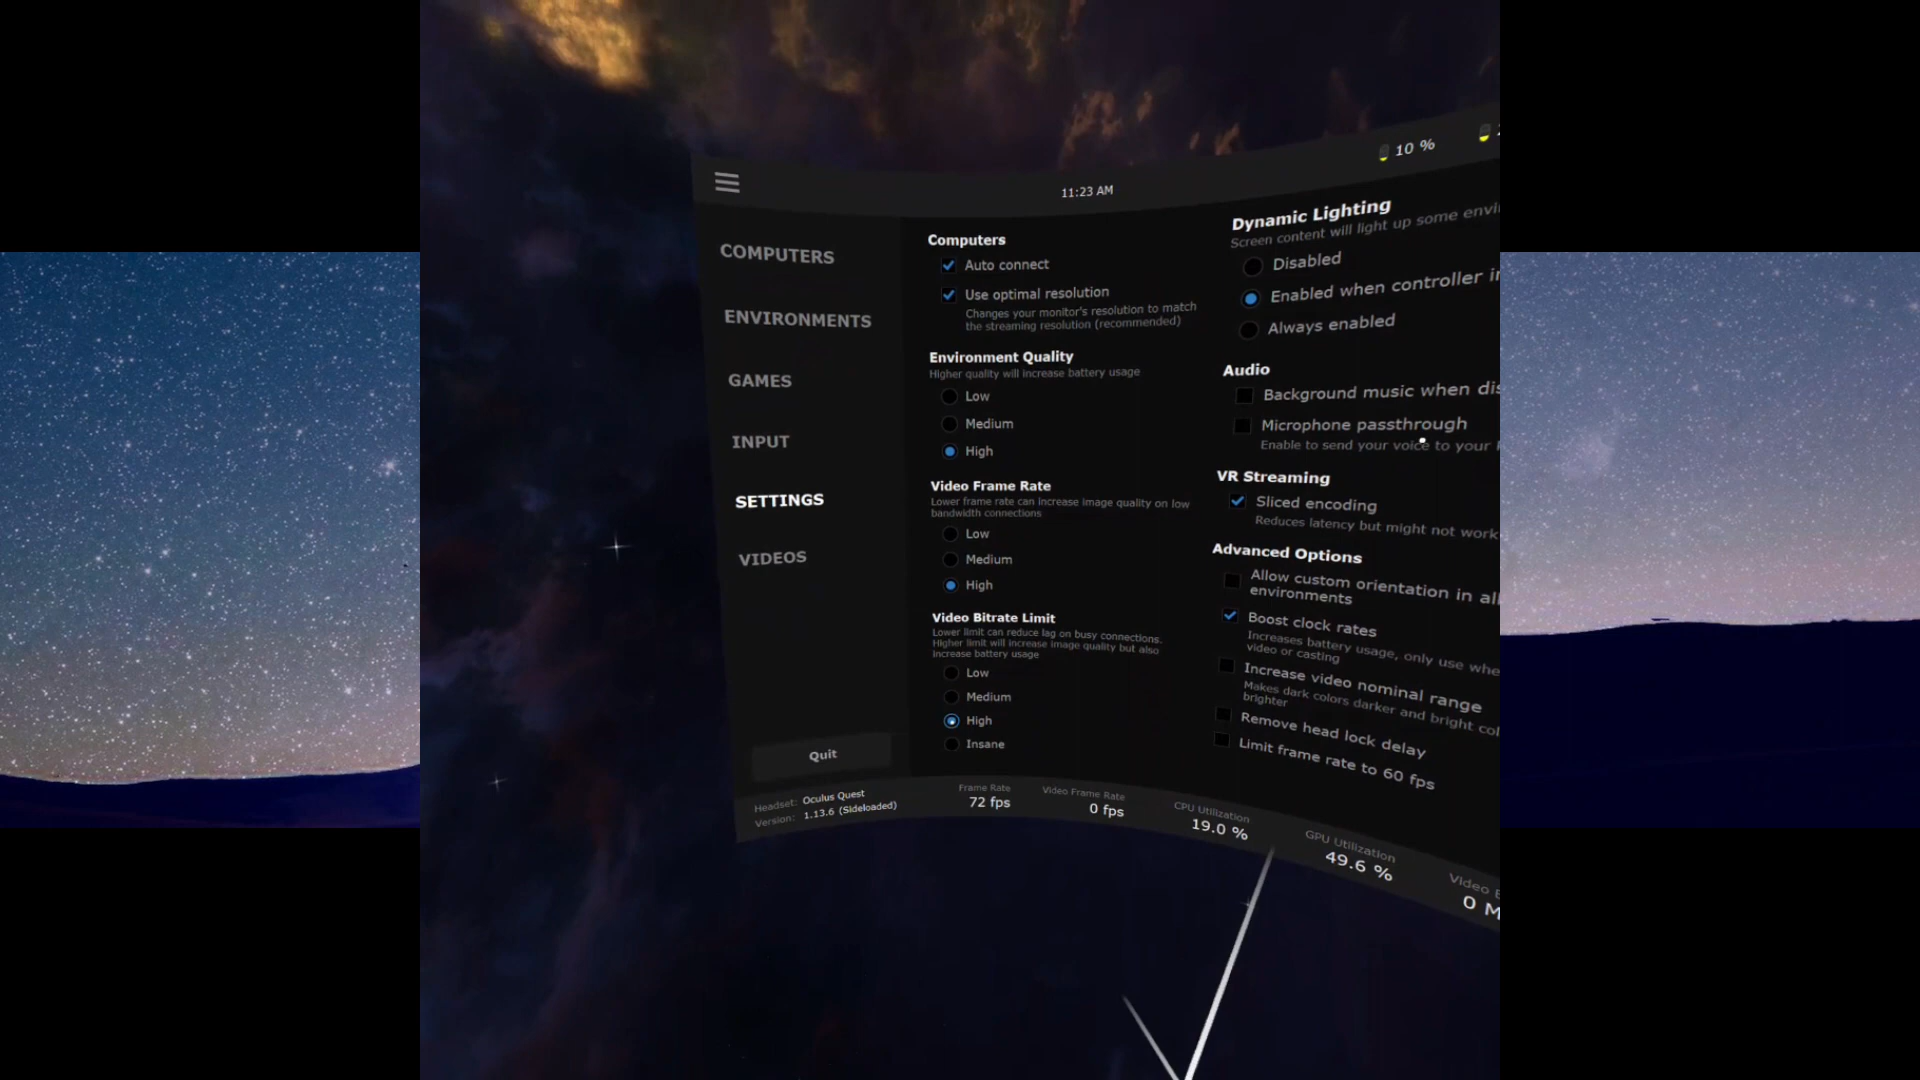 10 %
11:23 AM
COMPUTERS
ENVIRONMENTS
GAMES
INPUT
SETTINGS
VIDEOS
Quit
Computers
Auto connect
Use optimal resolution
Changes your monitor's resolution to match
the streaming resolution (recommended)
Environment Quality
Higher quality will increase battery usage
Low
Medium
High
Video Frame Rate
Lower frame rate can increase image quality on low
bandwidth connections
Low
Medium
High
Video Bitrate Limit
Lower limit can reduce lag on busy connections.
Higher limit will increase image quality but also
increase battery usage
Low
Medium
High
Insane
Dynamic Lighting
Screen content will light up some
Disabled
Enabled when controller
Always enabled
Audio
Background music when
Microphone passthrough
Enable to send your voice to your
VR Streaming
Sliced encoding
Reduces latency but might not work
Advanced Options
Allow custom orientation in
environments
Boost clock rates
Increases battery usage, only use
video or casting
Increase video nominal range
Makes dark colors darker and bright
brighter
Remove head lock delay
Limit frame rate to 60 fps
Headset: Oculus Quest
Version: 1.13.6 (Sideloaded)
Frame Rate
72 fps
Video Frame Rate
0 fps
CPU Utilization
19.0 %
GPU Utilization
49.6 %
Video
0